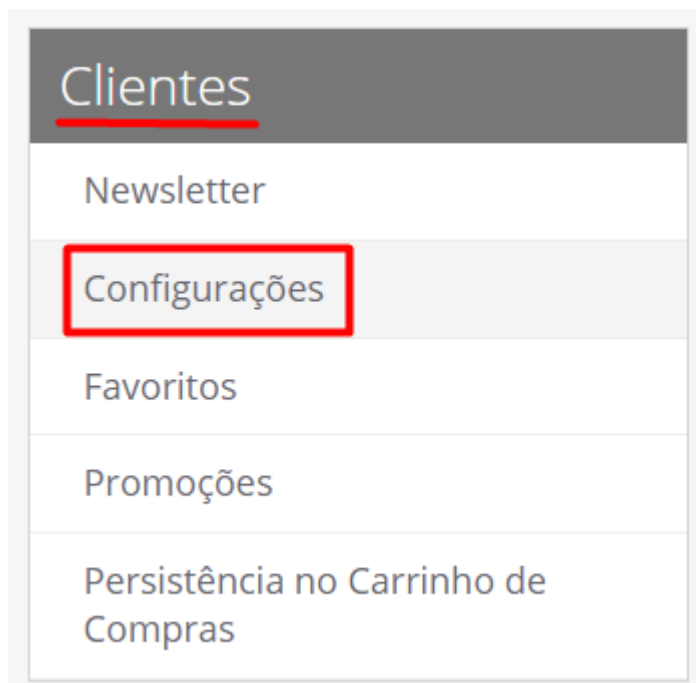 Clientes
Newsletter
Configurações
Favoritos
Promoções
Persistência no Carrinho de
Compras